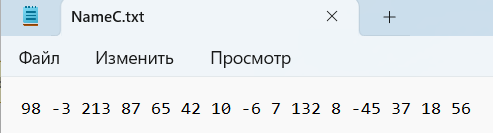 NameC.txt
Файл Изменить Просмотр
98 -3 213 87 65 42 10 -6 7 132 8 -45 37 18 56